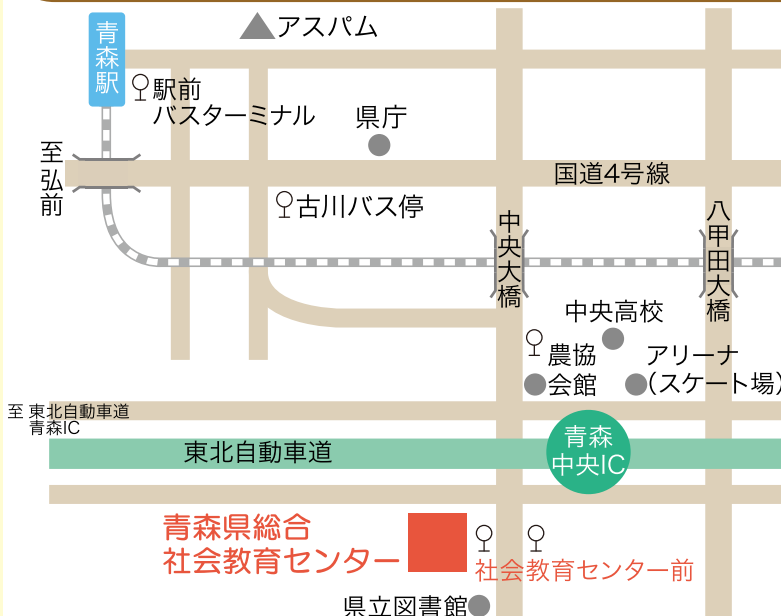 アスパム
青森駅
駅前
バスターミナル
県庁
至弘前
国道4号線
古川バス停
中央大橋
八甲田大橋
中央高校
農協
会館
アリーナ
(スケート場)
至 東北自動車道
青森IC
東北自動車道
青森
中央IC
青森県総合
社会教育センター
社会教育センター前
県立図書館